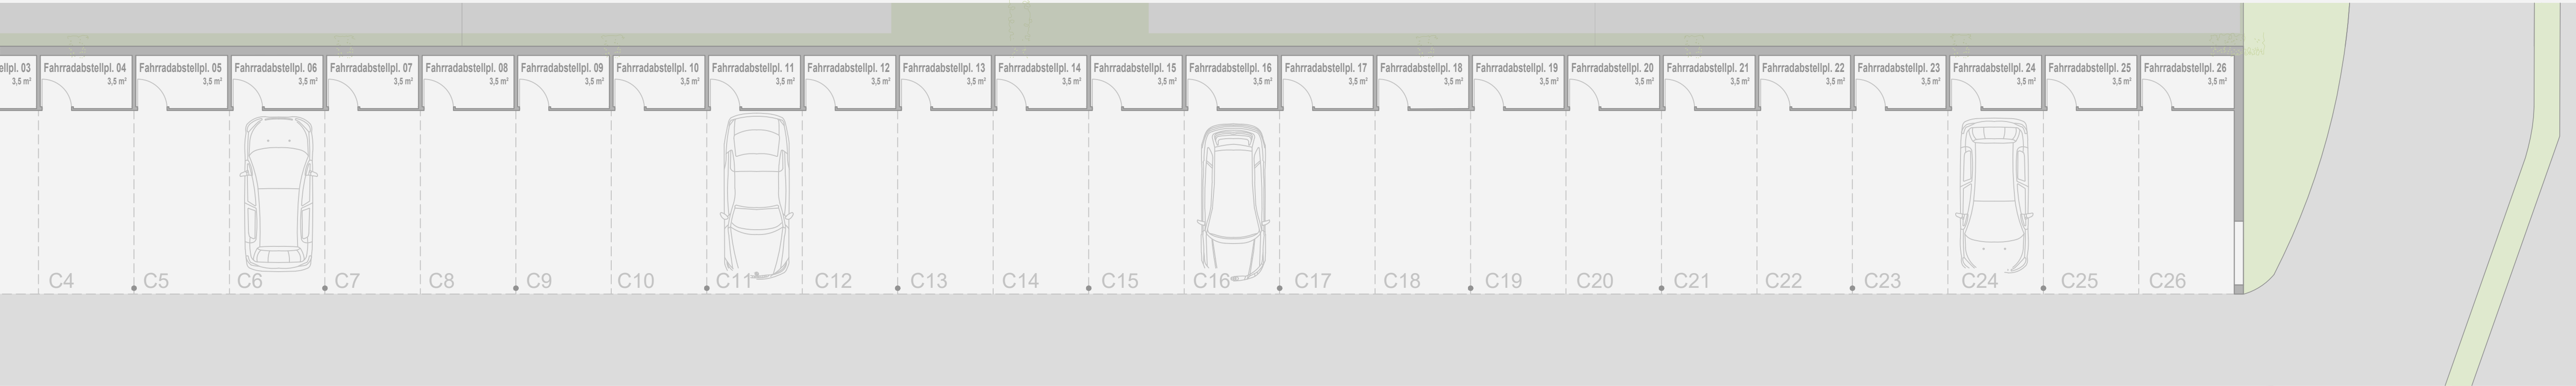 ellpl. 03
3,5 m²
Fahrradabstellpl. 04
3,5 m²
Fahrradabstellpl. 05
3,5 m²
Fahrradabstellpl. 06
3,5 m²
Fahrradabstellpl. 07
3,5 m²
Fahrradabstellpl. 08
3,5 m²
Fahrradabstellpl. 09
3,5 m²
Fahrradabstellpl. 10
3,5 m²
Fahrradabstellpl. 11
3,5 m²
Fahrradabstellpl. 12
3,5 m²
Fahrradabstellpl. 13
3,5 m²
Fahrradabstellpl. 14
3,5 m²
Fahrradabstellpl. 15
3,5 m²
Fahrradabstellpl. 16
3,5 m²
Fahrradabstellpl. 17
3,5 m²
Fahrradabstellpl. 18
3,5 m²
Fahrradabstellpl. 19
3,5 m²
Fahrradabstellpl. 20
3,5 m²
Fahrradabstellpl. 21
3,5 m²
Fahrradabstellpl. 22
3,5 m²
Fahrradabstellpl. 23
3,5 m²
Fahrradabstellpl. 24
3,5 m²
Fahrradabstellpl. 25
3,5 m²
Fahrradabstellpl. 26
3,5 m²
C4
C5
C6
C7
C8
C9
C10
C11
C12
C13
C14
C15
C16
C17
C18
C19
C20
C21
C22
C23
C24
C25
C26